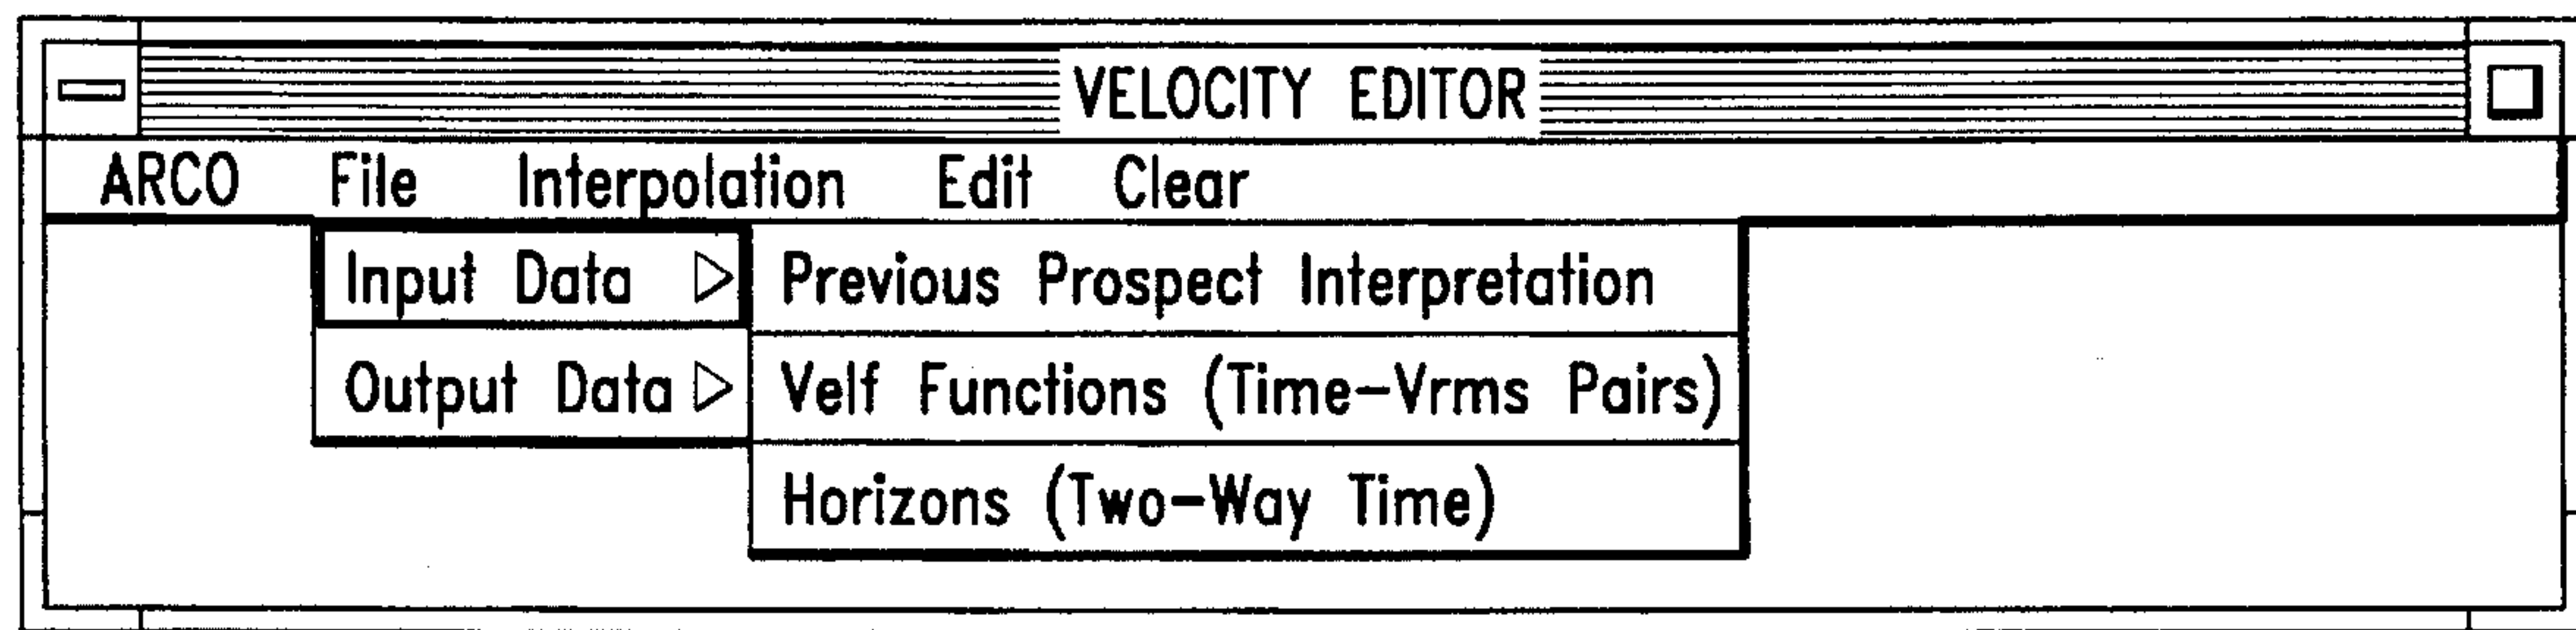 VELOCITY EDITOR
ARCO File Interpolation Edit Clear
Input Data Previous Prospect Interpretation
Output Data Velf Functions (Time-Vrms Pairs)
Horizons (Two-Way Time)